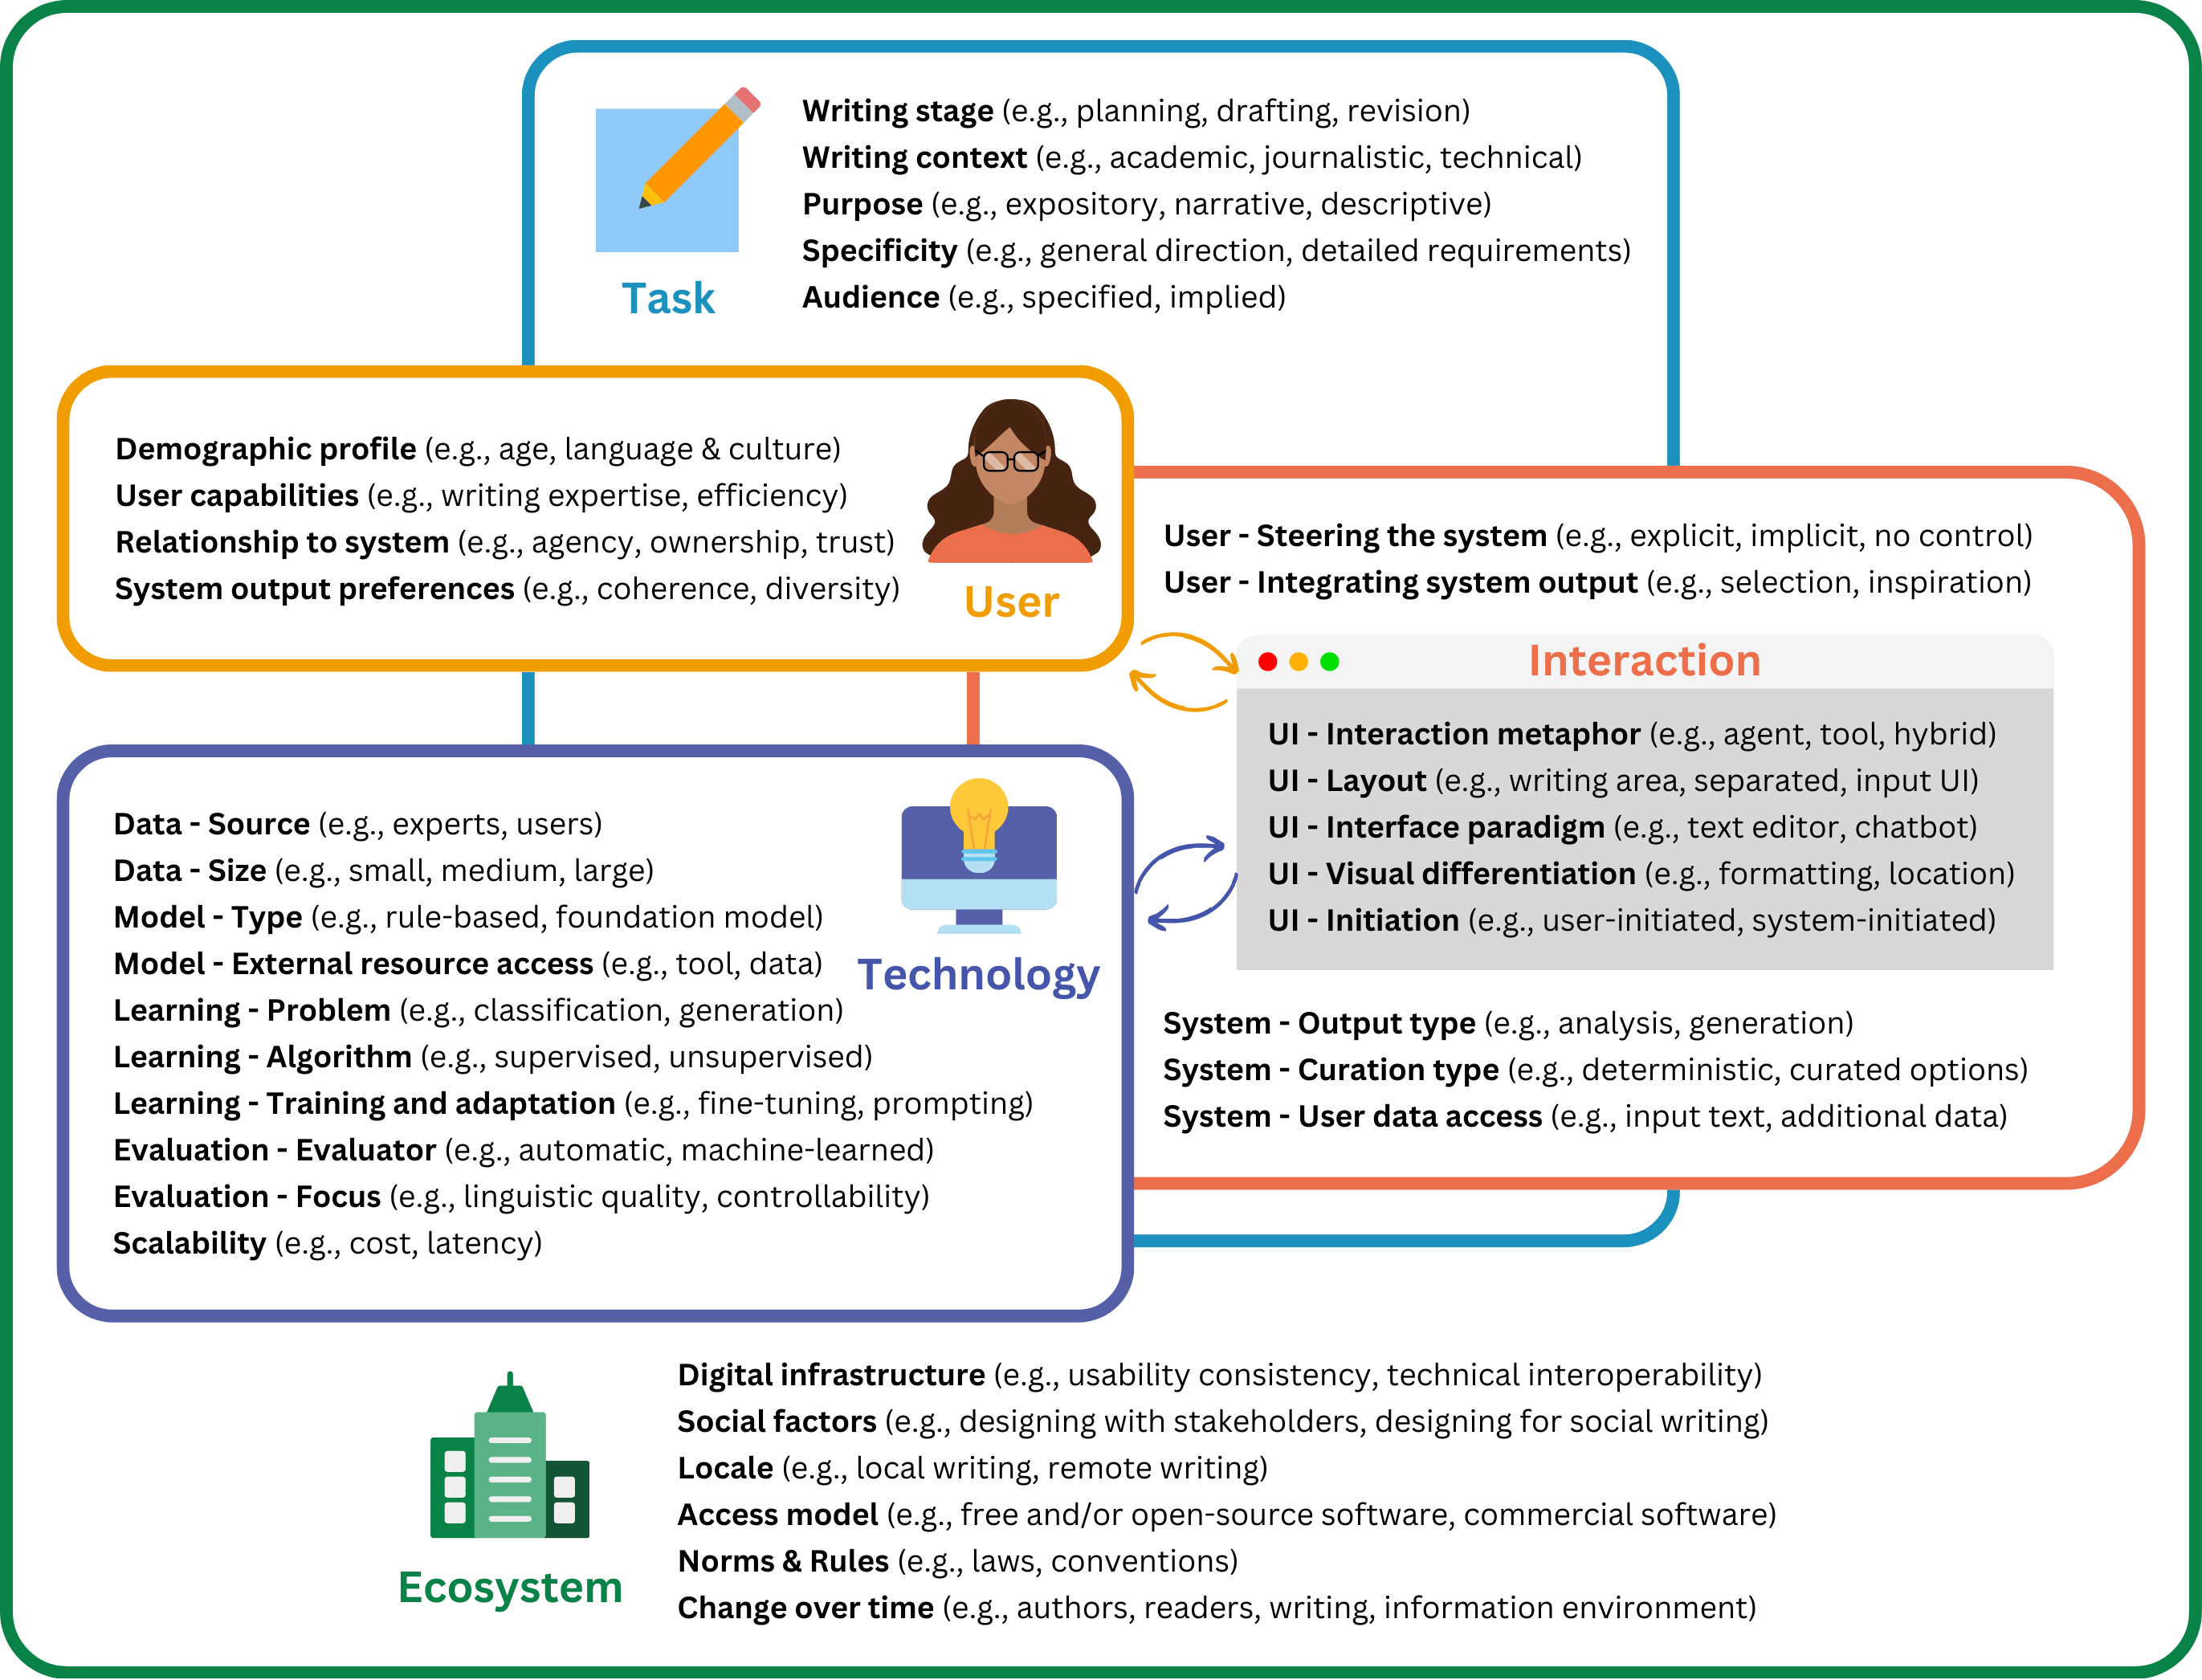 Writing stage (e.g., planning, drafting, revision)
Writing context (e.g., academic, journalistic, technical)
Purpose (e.g., expository, narrative, descriptive)
Specificity (e.g., general direction, detailed requirements)
Audience (e.g., specified, implied)
Task
Demographic profile (e.g., age, language & culture)
User capabilities (e.g., writing expertise, efficiency)
Relationship to system (e.g., agency, ownership, trust)
System output preferences (e.g., coherence, diversity)
User
User - Steering the system (e.g., explicit, implicit, no control)
User - Integrating system output (e.g., selection, inspiration)
Interaction
UI - Interaction metaphor (e.g., agent, tool, hybrid)
UI - Layout (e.g., writing area, separated, input UI)
UI - Interface paradigm (e.g., text editor, chatbot)
UI - Visual differentiation (e.g., formatting, location)
UI - Initiation (e.g., user-initiated, system-initiated)
System - Output type (e.g., analysis, generation)
System - Curation type (e.g., deterministic, curated options)
System - User data access (e.g., input text, additional data)
Data - Source (e.g., experts, users)
Data - Size (e.g., small, medium, large)
Model - Type (e.g., rule-based, foundation model)
Model - External resource access (e.g., tool, data)
Technology
Learning - Problem (e.g., classification, generation)
Learning - Algorithm (e.g., supervised, unsupervised)
Learning - Training and adaptation (e.g., fine-tuning, prompting)
Evaluation - Evaluator (e.g., automatic, machine-learned)
Evaluation - Focus (e.g., linguistic quality, controllability)
Scalability (e.g., cost, latency)
Digital infrastructure (e.g., usability consistency, technical interoperability)
Social factors (e.g., designing with stakeholders, designing for social writing)
Locale (e.g., local writing, remote writing)
Access model (e.g., free and/or open-source software, commercial software)
Norms & Rules (e.g., laws, conventions)
Ecosystem
Change over time (e.g., authors, readers, writing, information environment)